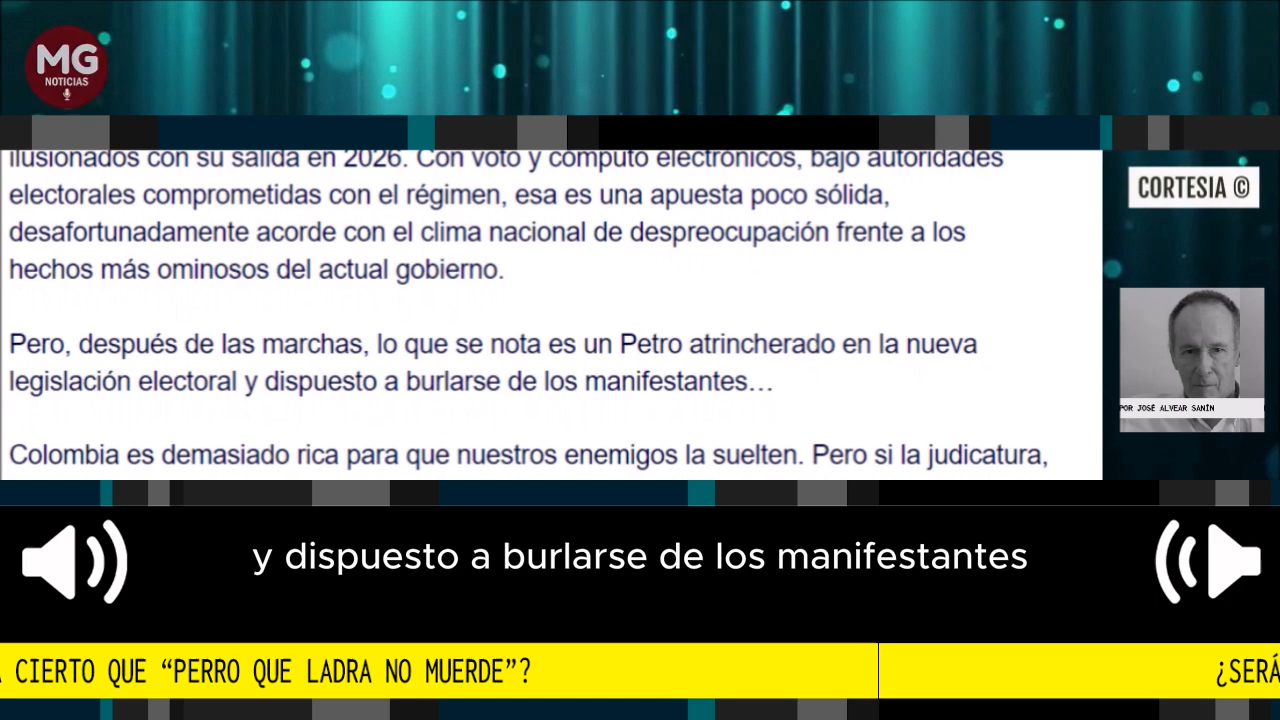 MG
NOTICIAS
ilusionados con su salida en 2026. Con voto y cómputo electrónicos, bajo autoridades
electorales comprometidas con el régimen, esa es una apuesta poco sólida,
desafortunadamente acorde con el clima nacional de despreocupación frente a los
hechos más ominosos del actual gobierno.
Pero, después de las marchas, lo que se nota es un Petro atrincherado en la nueva
legislación electoral y dispuesto a burlarse de los manifestantes…
Colombia es demasiado rica para que nuestros enemigos la suelten. Pero si la judicatura,
CORTESIA ©
POR JOSÉ ALVEAR SANÍN
y dispuesto a burlarse de los manifestantes
CIERTO QUE “PERRO QUE LADRA NO MUERDE”?
¿SERÁ